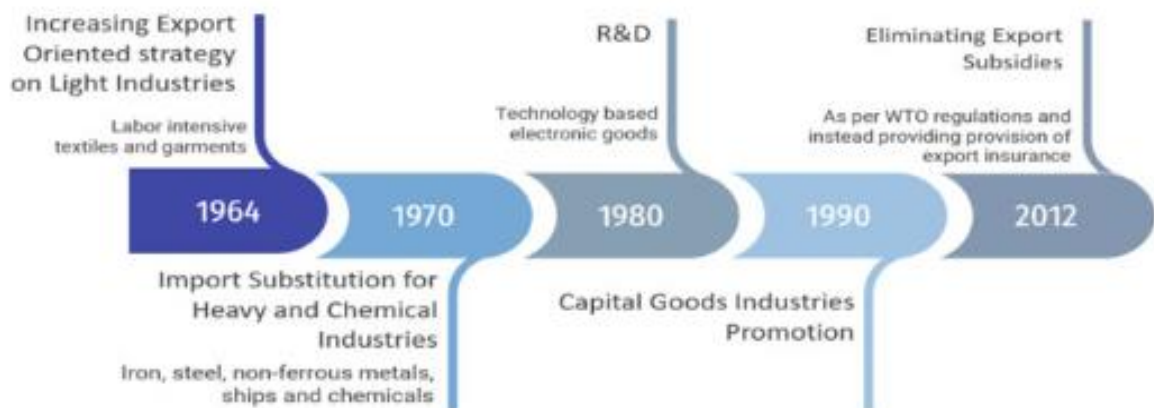 Increasing Export
Oriented strategy
on Light Industries
Labor intensive
textiles and garments
R&D
Technology based
electronic goods
Eliminating Export
Subsidies
As per WTO regulations and
instead providing provision of
export insurance
1964
1970
1980
1990
2012
Import Substitution for
Heavy and Chemical
Industries
Iron, steel, non-ferrous metals,
ships and chemicals
Capital Goods Industries
Promotion